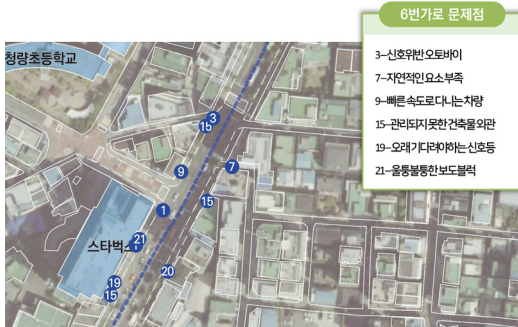 6번가로 문제점
3-신호위반 오토바이
7-자연적인 요소 부족
9-빠른 속도로 다니는 차량
15-관리되지 못한 건축물 외관
19-오래 기다려야하는 신호등
21-울퉁불퉁한 보도블럭
청량초등학교
3
15
9
7
15
1
21
스타벅스
20
19
15